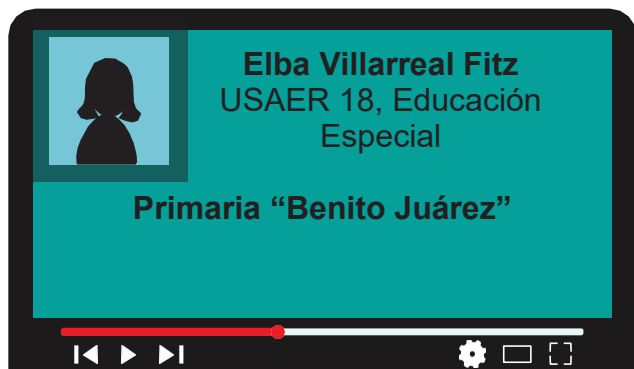 Elba Villarreal Fitz
USAER 18, Educación
Especial
Primaria “Benito Juárez”